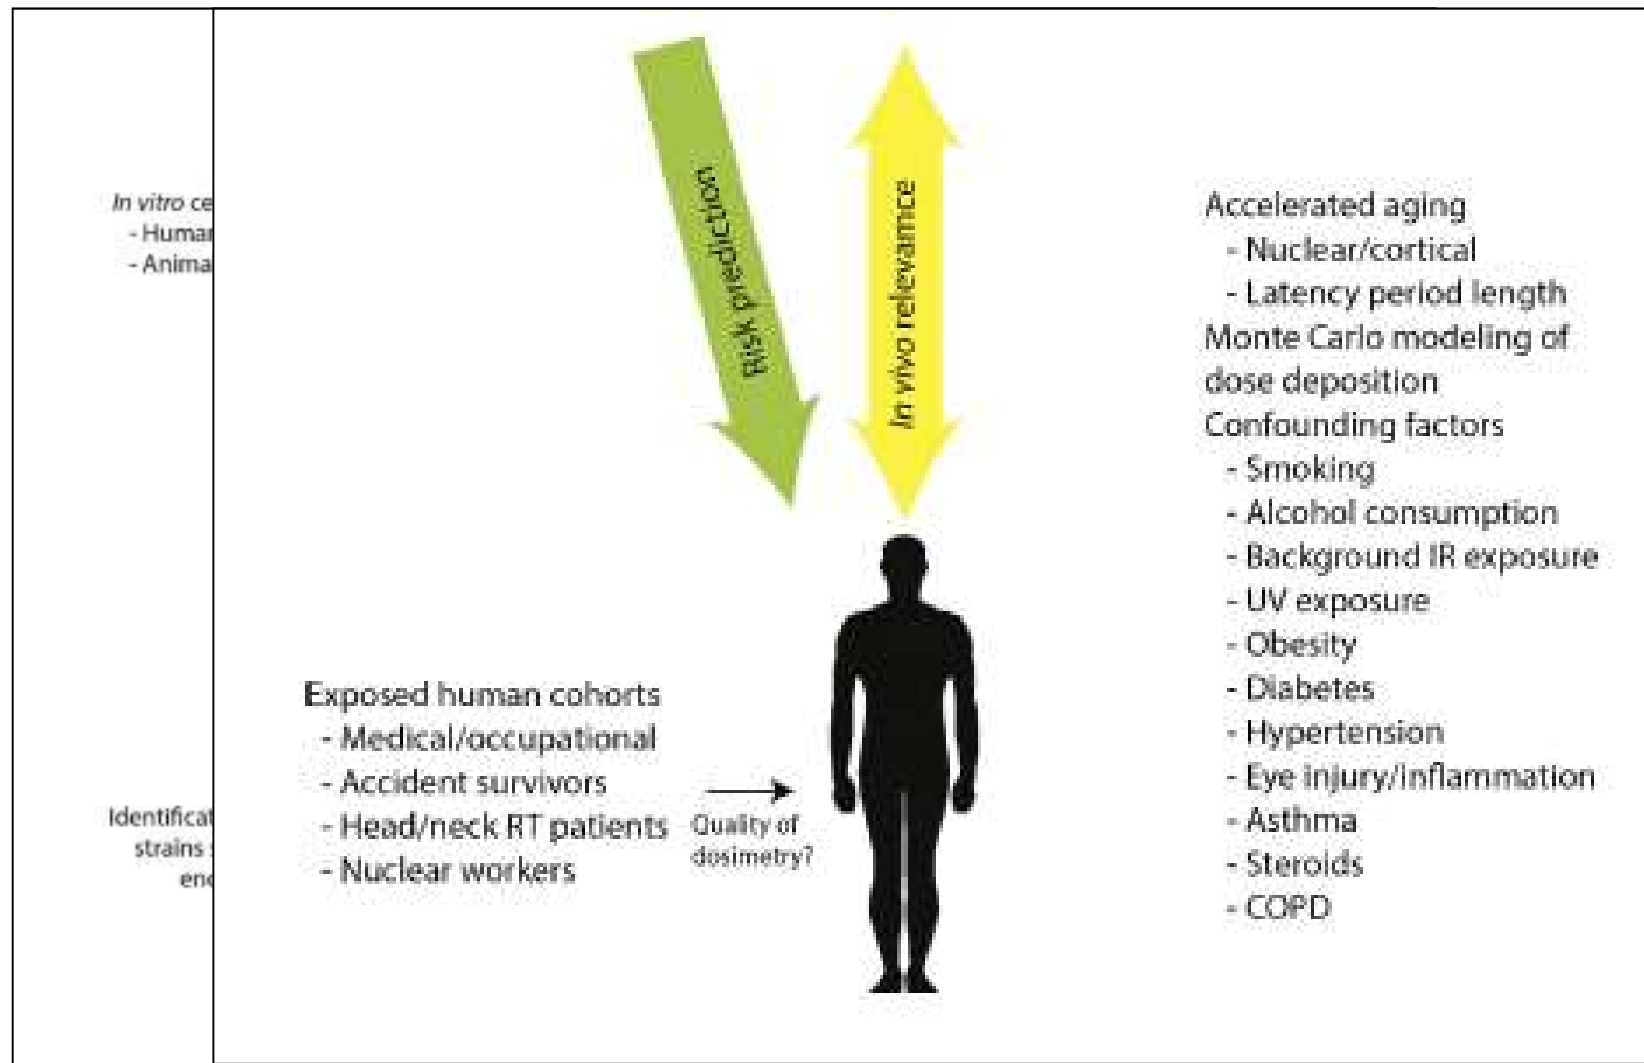 In vitro ce
- Human
- Anima
Identificat
strains
enc
Risk prediction
In vivo relevance
Exposed human cohorts
- Medical/occupational
- Accident survivors
- Head/neck RT patients
- Nuclear workers
Quality of
dosimetry?
Accelerated aging
- Nuclear/cortical
- Latency period length
Monte Carlo modeling of
dose deposition
Confounding factors
- Smoking
- Alcohol consumption
- Background IR exposure
- UV exposure
- Obesity
- Diabetes
- Hypertension
- Eye injury/inflammation
- Asthma
- Steroids
- COPD